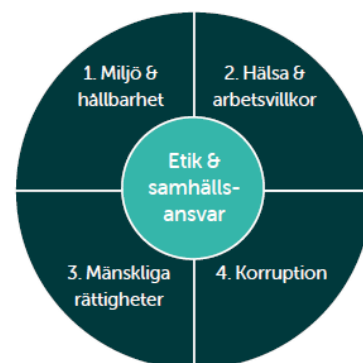 1. Miljö &
hållbarhet
2. Hälsa &
arbetsvillkor
Etik &
samhälls-
ansvar
3. Mänskliga
rättigheter
4. Korruption